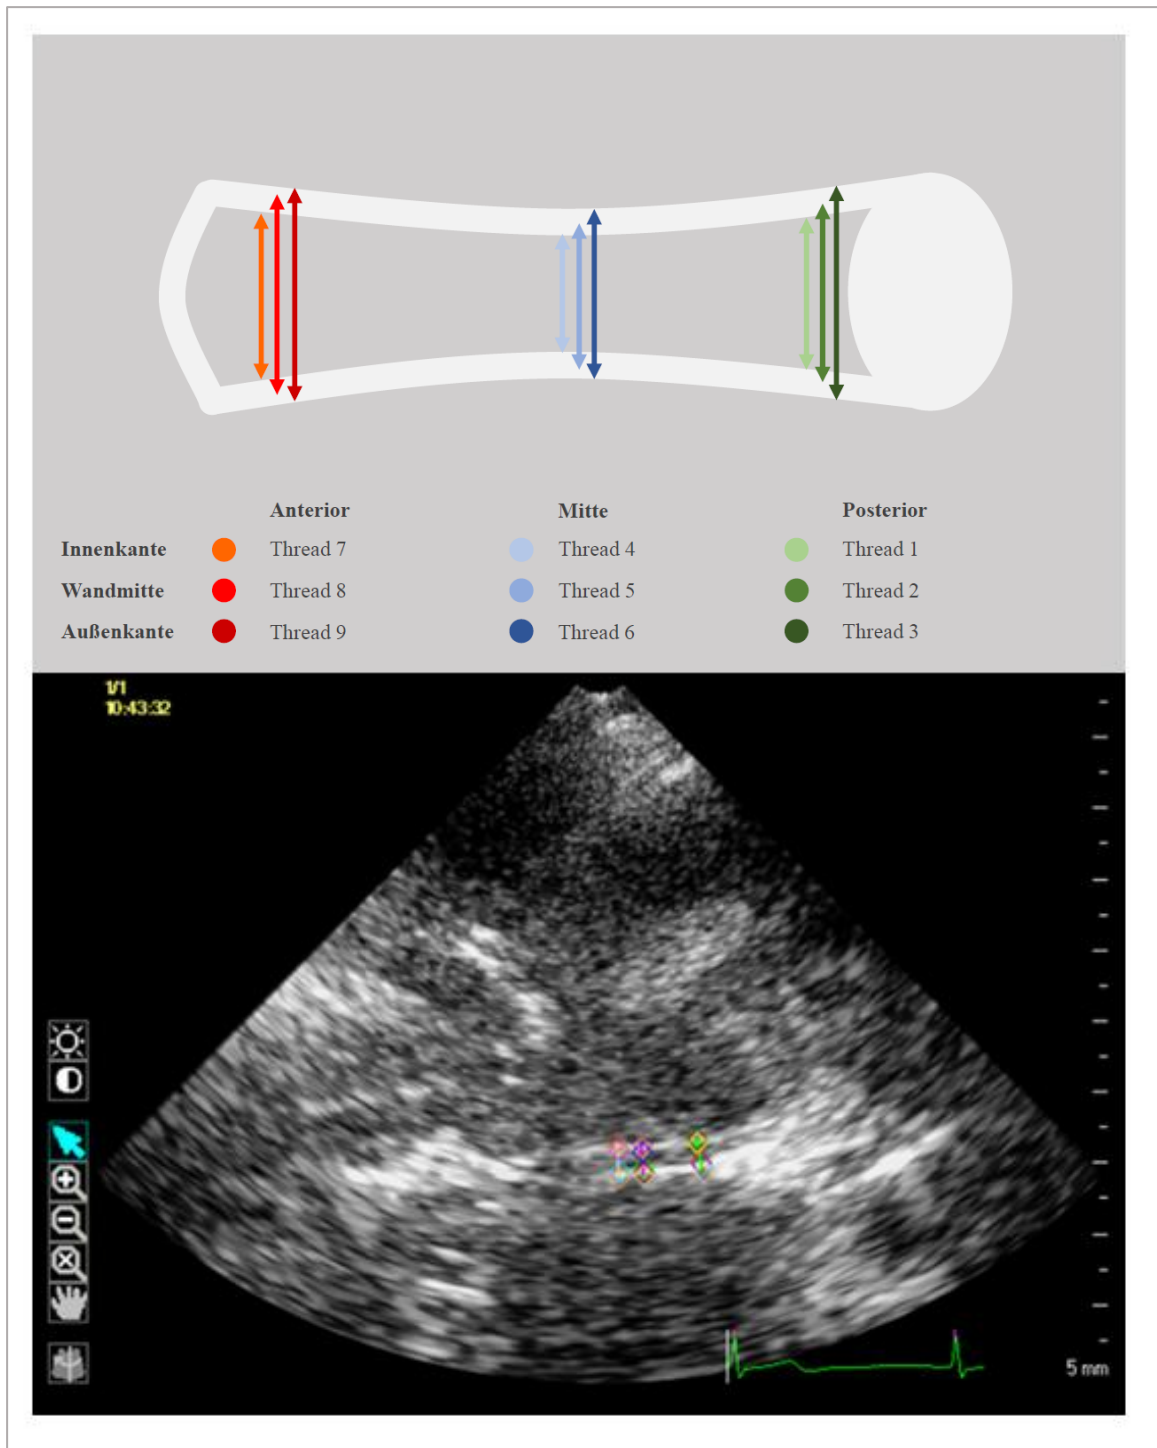 Anterior Mitte Posterior
Innenkante Thread 7 Thread 4 Thread 1
Wandmitte Thread 8 Thread 5 Thread 2
Außenkante Thread 9 Thread 6 Thread 3
1/1
10:43:32
5 mm